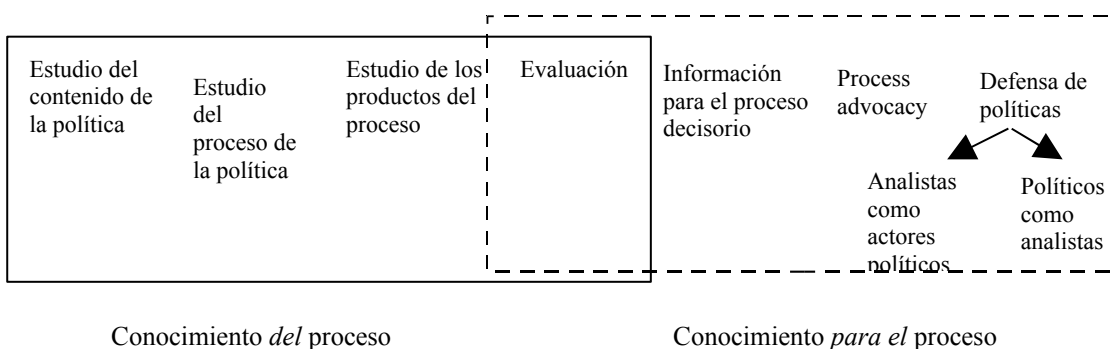 Estudio del
contenido de
la política
Estudio
del
proceso de
la política
Estudio de los
productos del
proceso
Evaluación
Información
para el proceso
decisorio
Process
advocacy
Defensa de
políticas
Analistas
como
actores
políticos
Políticos
como
analistas
Conocimiento del proceso
Conocimiento para el proceso